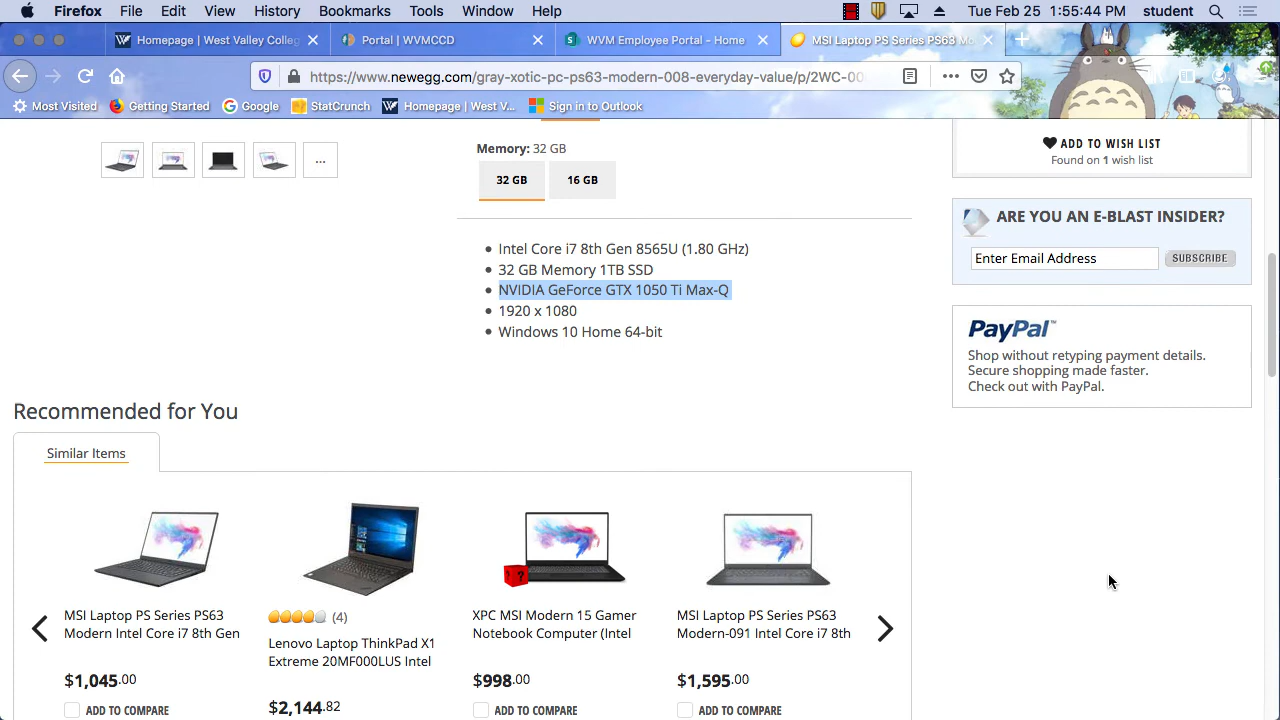 Firefox File Edit View History Bookmarks Tools Window Help Tue Feb 25 1:55:44 PM student
Homepage | West Valley Colleg Portal | WVMCCD WVM Employee Portal - Home MSI Laptop PS Series PS63 Mo
https://www.newegg.com/gray-xotic-pc-ps63-modern-008-everyday-value/p/2WC-00
Most Visited Getting Started Google StatCrunch Homepage | West V... Sign in to Outlook
Memory: 32 GB
32 GB 16 GB
Intel Core i7 8th Gen 8565U (1.80 GHz)
32 GB Memory 1TB SSD
NVIDIA GeForce GTX 1050 Ti Max-Q
1920 x 1080
Windows 10 Home 64-bit
ADD TO WISH LIST
Found on 1 wish list
ARE YOU AN E-BLAST INSIDER?
Enter Email Address SUBSCRIBE
PayPal™
Shop without retyping payment details.
Secure shopping made faster.
Check out with PayPal.
Recommended for You
Similar Items
MSI Laptop PS Series PS63
Modern Intel Core i7 8th Gen
$1,045.00
ADD TO COMPARE
(4)
Lenovo Laptop ThinkPad X1
Extreme 20MF000LUS Intel
$2,144.82
XPC MSI Modern 15 Gamer
Notebook Computer (Intel
$998.00
ADD TO COMPARE
MSI Laptop PS Series PS63
Modern-091 Intel Core i7 8th
$1,595.00
ADD TO COMPARE